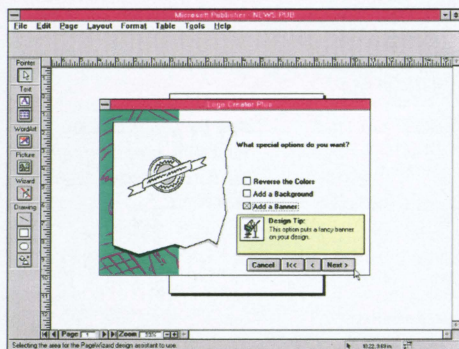 Microsoft Publisher - NEWS.PUB
File Edit Page Layout Format Table Tools Help
Pointer
Text
WordArt
Picture
Wizard
Drawing
Logo Creator Plus
What special options do you want?
Reverse the Colors
Add a Background
Add a Banner
Design Tip:
This option puts a fancy banner
on your design.
Cancel |<< < Next >
Page: 1 Zoom: 33%
Selecting the area for the PageWizard design assistant to use.